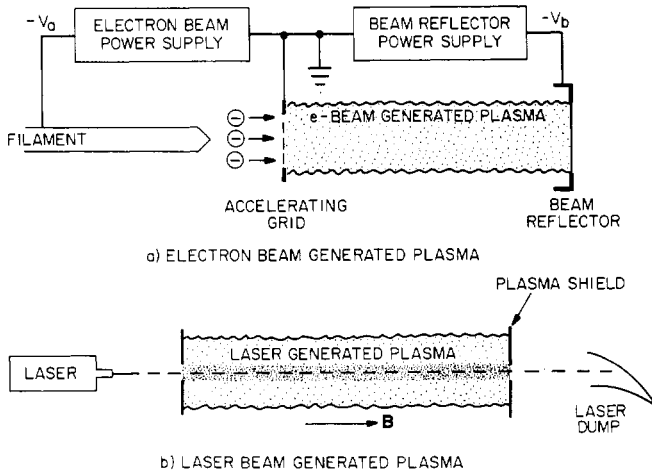 -Va
ELECTRON BEAM
POWER SUPPLY
BEAM REFLECTOR
POWER SUPPLY
-Vb
FILAMENT
e-BEAM GENERATED PLASMA
ACCELERATING
GRID
BEAM
REFLECTOR
a) ELECTRON BEAM GENERATED PLASMA
PLASMA SHIELD
LASER
LASER GENERATED PLASMA
B
LASER
DUMP
b) LASER BEAM GENERATED PLASMA